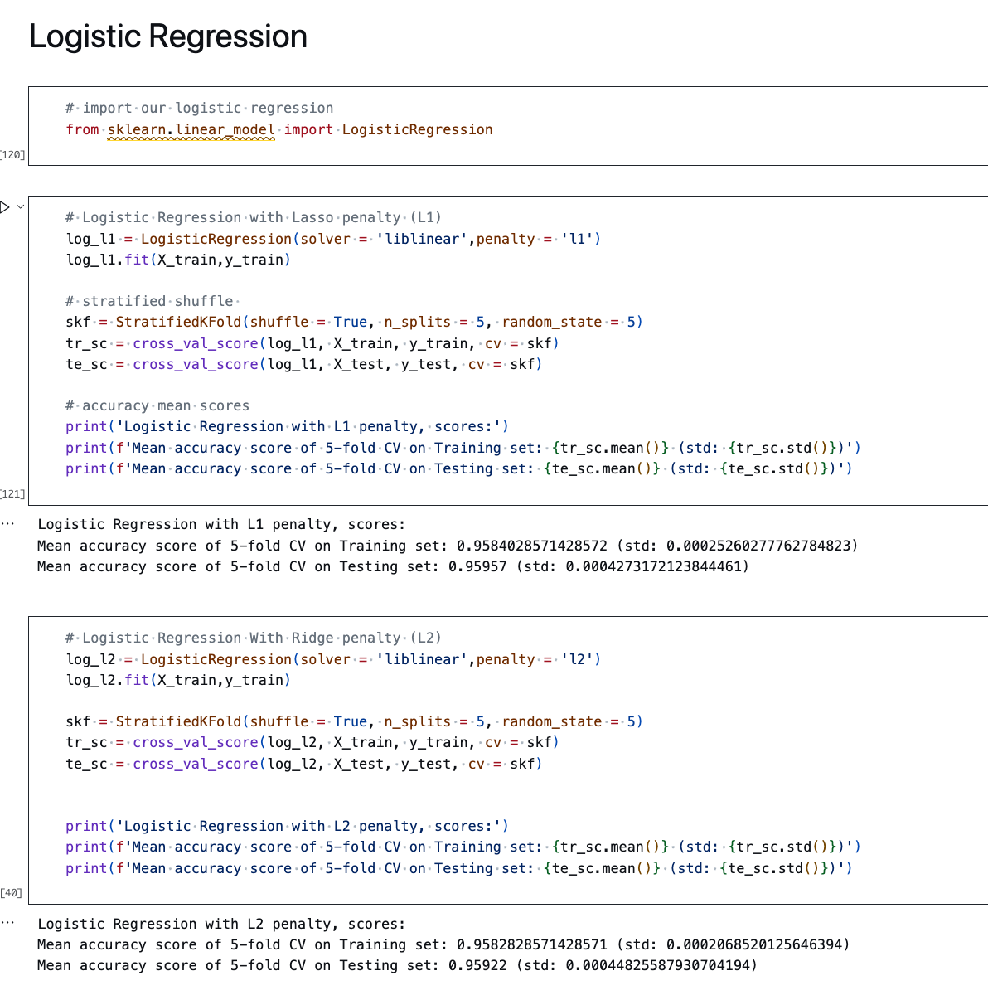 Logistic Regression
# import our logistic regression
from sklearn.linear_model import LogisticRegression
[120]
# Logistic Regression with Lasso penalty (L1)
log_l1 = LogisticRegression(solver = 'liblinear',penalty = 'l1')
log_l1.fit(X_train,y_train)
# stratified shuffle
skf = StratifiedKFold(shuffle = True, n_splits = 5, random_state = 5)
tr_sc = cross_val_score(log_l1, X_train, y_train, cv = skf)
te_sc = cross_val_score(log_l1, X_test, y_test, cv = skf)
# accuracy mean scores
print('Logistic Regression with L1 penalty, scores:')
print(f'Mean accuracy score of 5-fold CV on Training set: {tr_sc.mean()} (std: {tr_sc.std()})')
print(f'Mean accuracy score of 5-fold CV on Testing set: {te_sc.mean()} (std: {te_sc.std()})')
[121]
... Logistic Regression with L1 penalty, scores:
Mean accuracy score of 5-fold CV on Training set: 0.9584028571428572 (std: 0.00025260277762784823)
Mean accuracy score of 5-fold CV on Testing set: 0.95957 (std: 0.0004273172123844461)
# Logistic Regression With Ridge penalty (L2)
log_l2 = LogisticRegression(solver = 'liblinear',penalty = 'l2')
log_l2.fit(X_train,y_train)
skf = StratifiedKFold(shuffle = True, n_splits = 5, random_state = 5)
tr_sc = cross_val_score(log_l2, X_train, y_train, cv = skf)
te_sc = cross_val_score(log_l2, X_test, y_test, cv = skf)
print('Logistic Regression with L2 penalty, scores:')
print(f'Mean accuracy score of 5-fold CV on Training set: {tr_sc.mean()} (std: {tr_sc.std()})')
print(f'Mean accuracy score of 5-fold CV on Testing set: {te_sc.mean()} (std: {te_sc.std()})')
[40]
... Logistic Regression with L2 penalty, scores:
Mean accuracy score of 5-fold CV on Training set: 0.9582828571428571 (std: 0.0002068520125646394)
Mean accuracy score of 5-fold CV on Testing set: 0.95922 (std: 0.00044825587930704194)